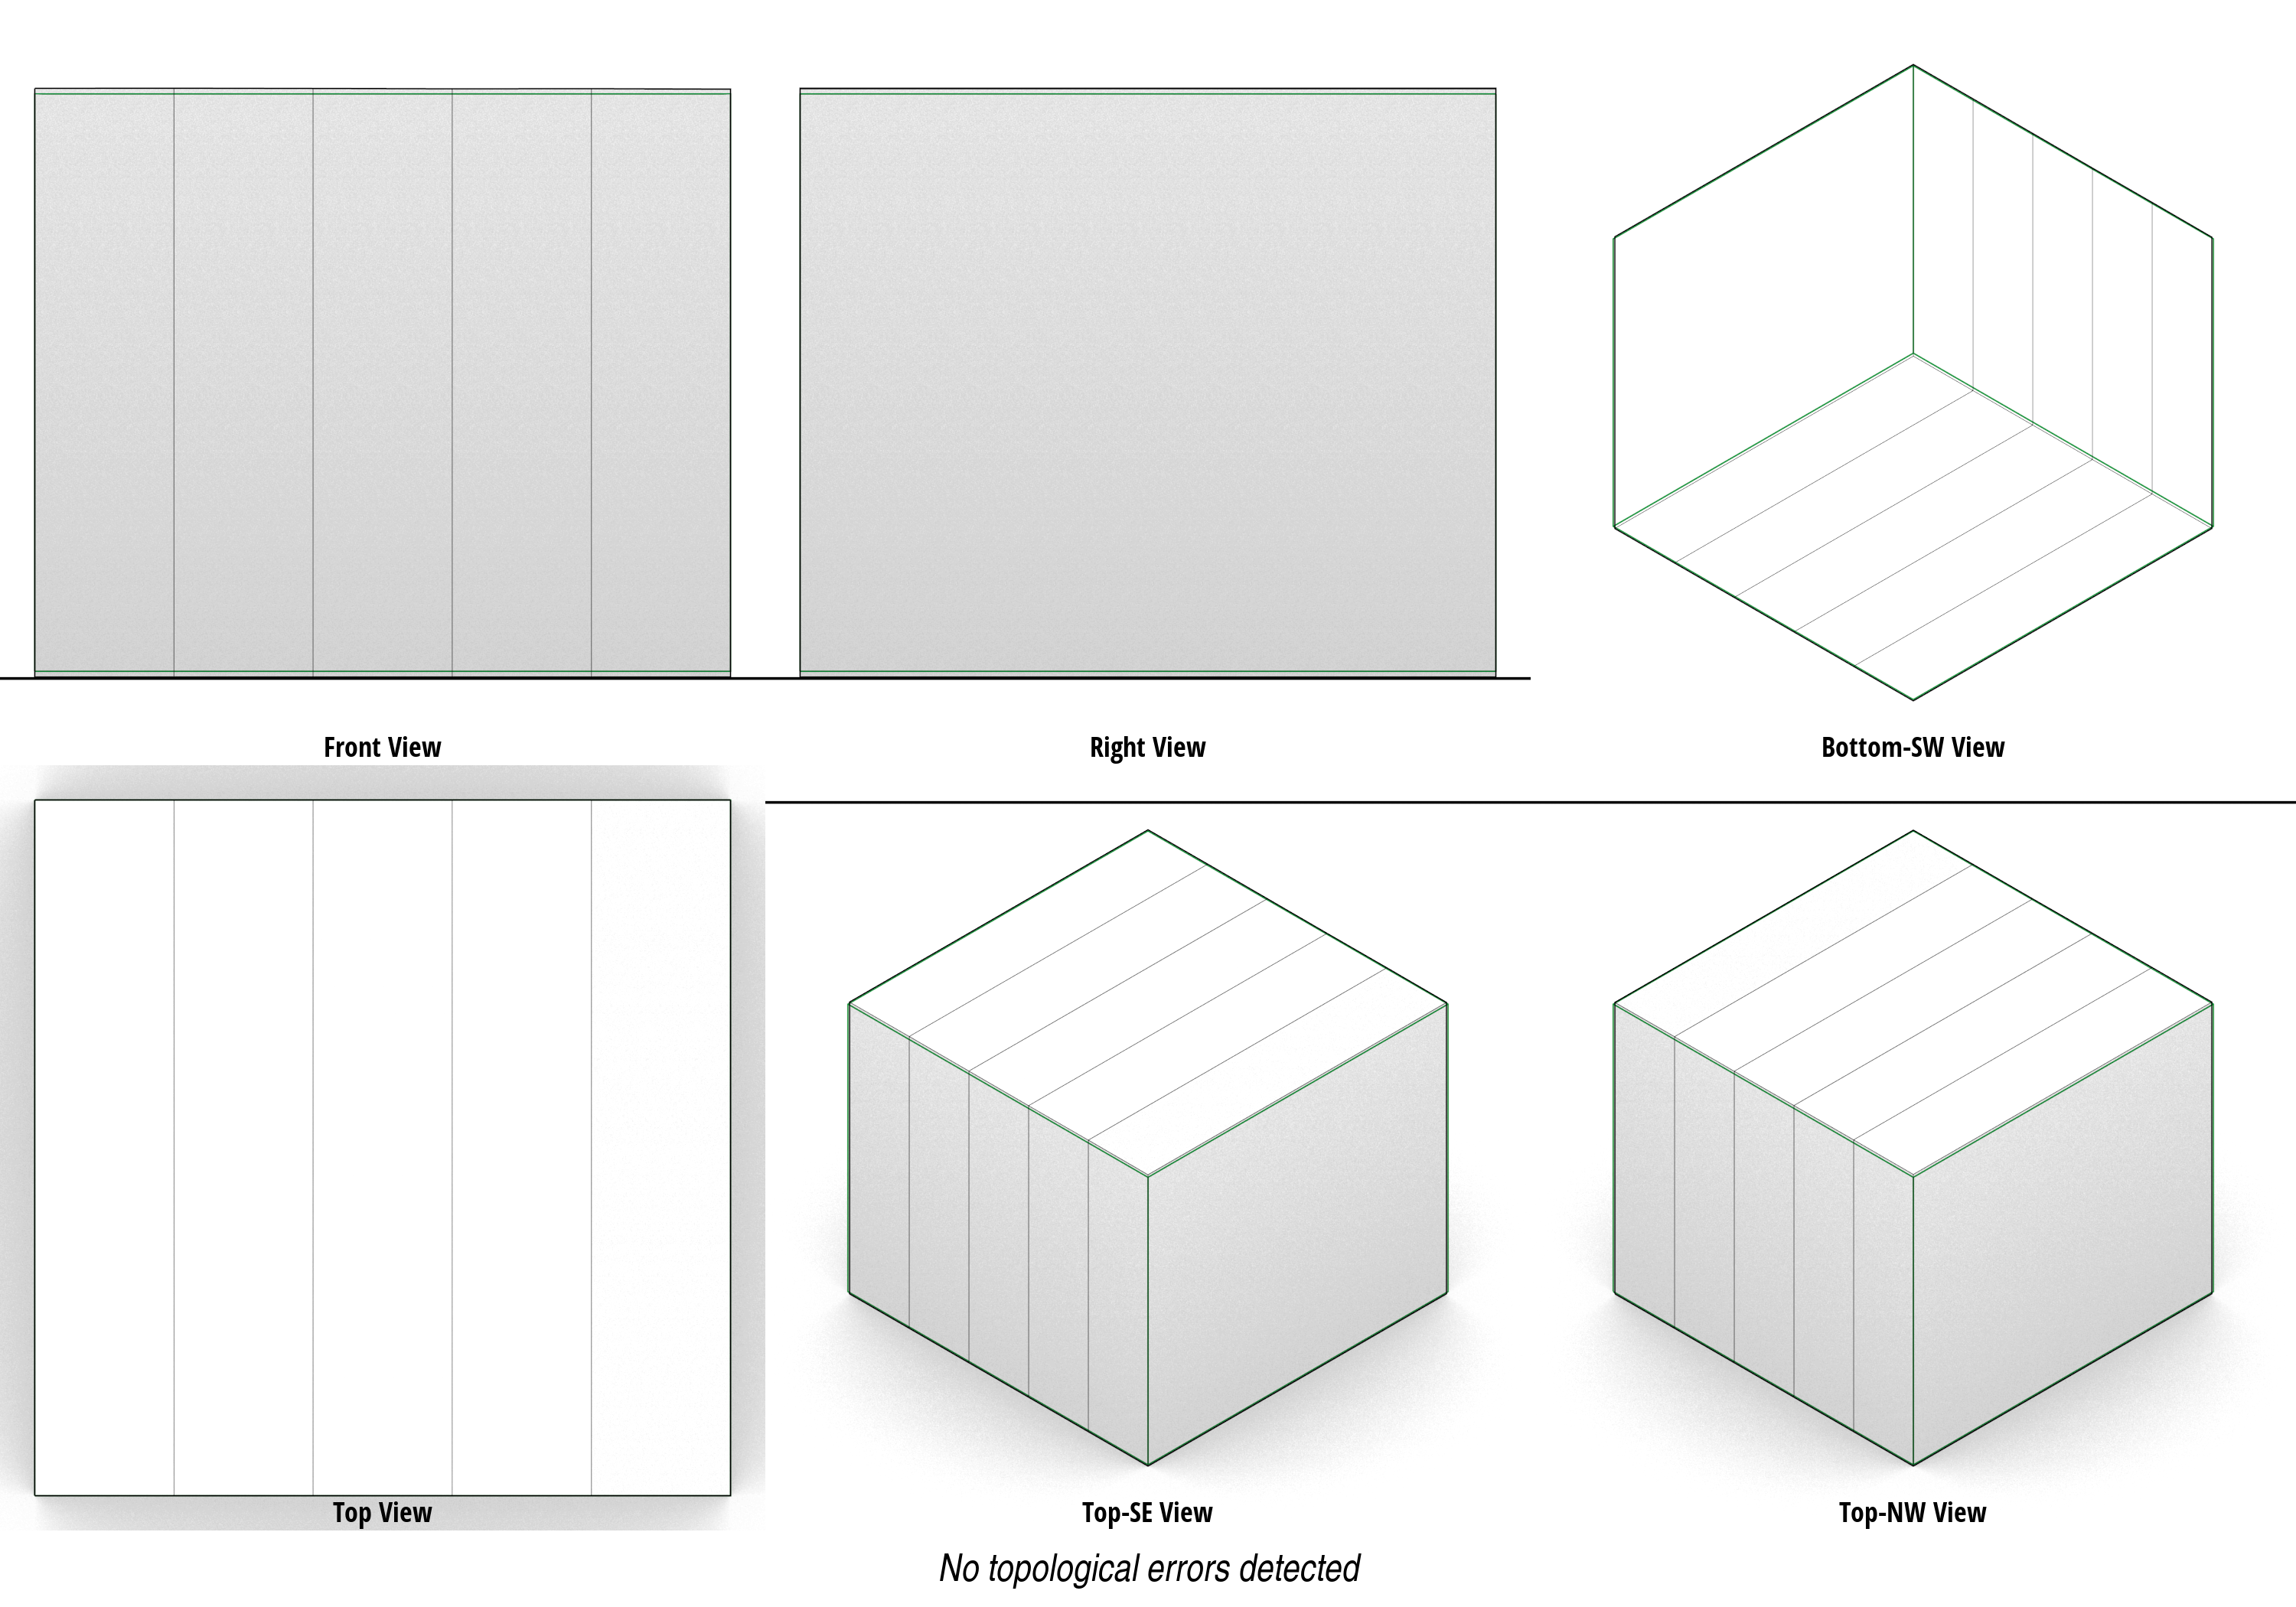 Front View
Right View
Bottom-SW View
Top View
Top-SE View
Top-NW View
No topological errors detected